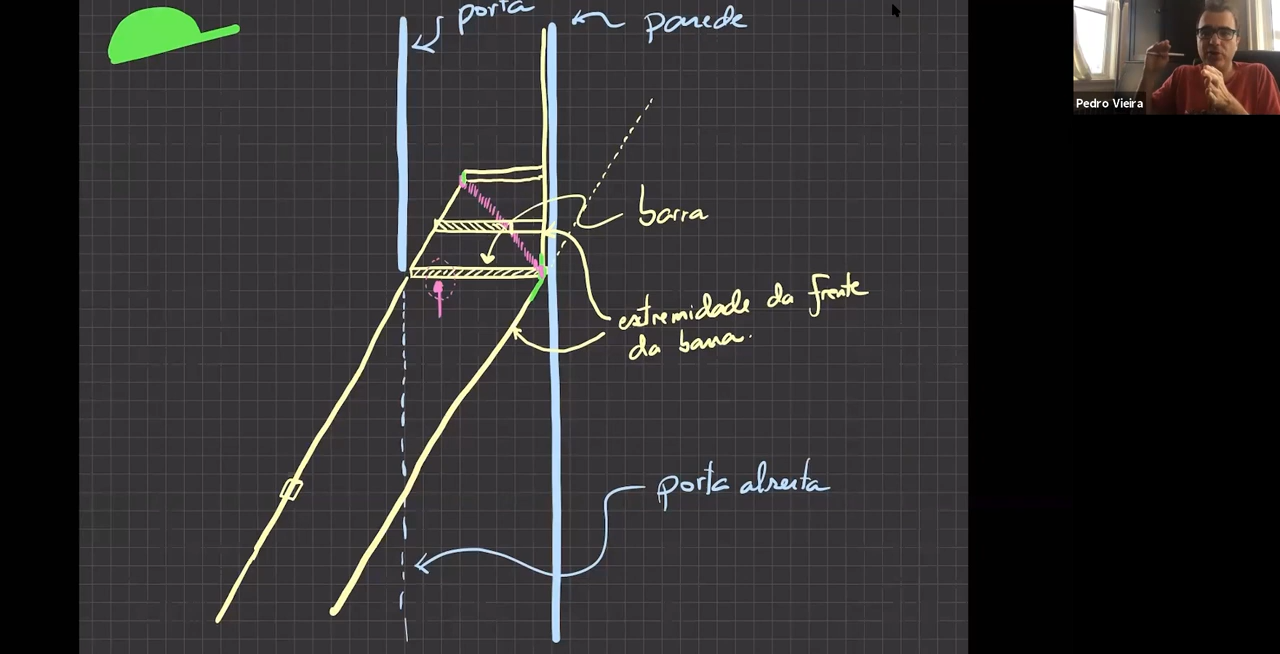 porta
parede
Pedro Vieira
barra
extremidade da frente
da barra.
porta aberta